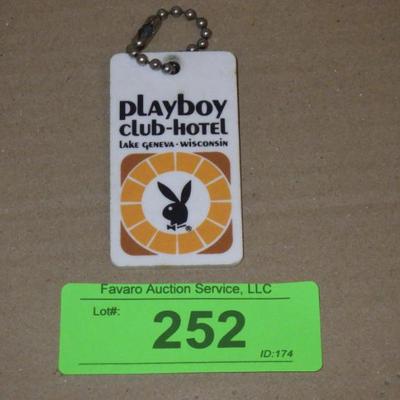 playboy
club-hotel
Lake Geneva · Wisconsin
®
Favaro Auction Service, LLC
Lot#:
252
ID:174